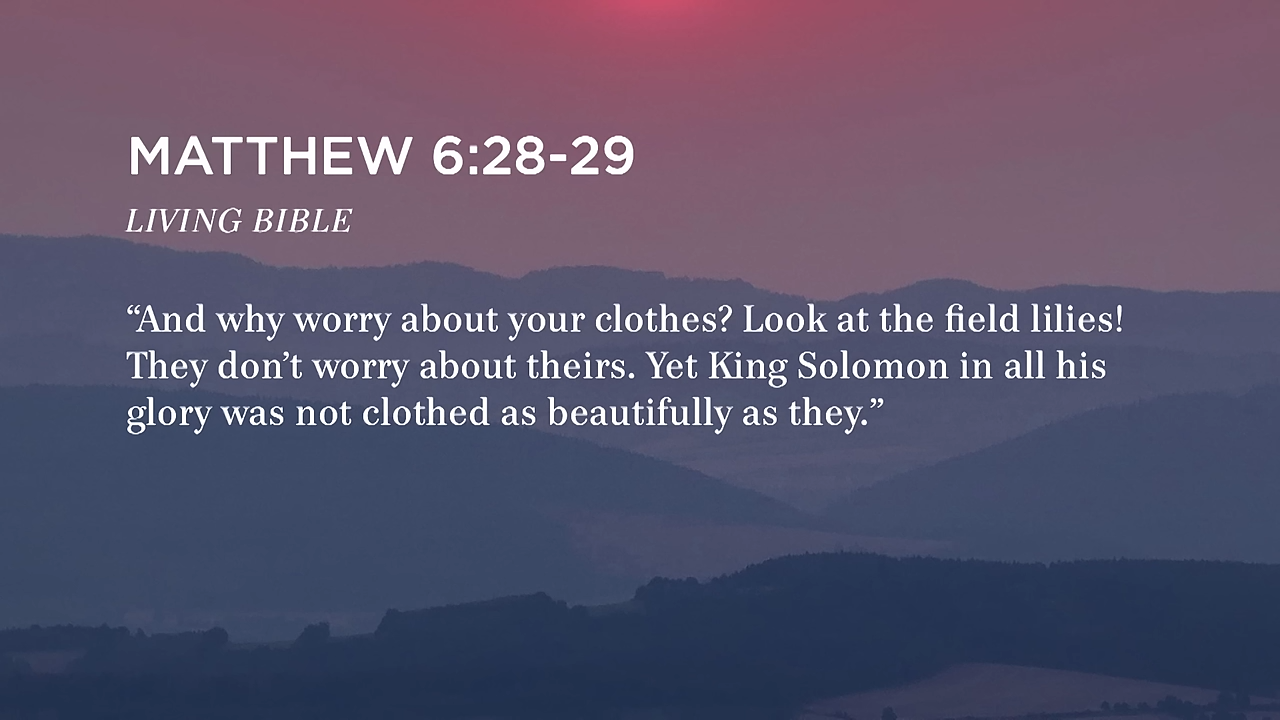 MATTHEW 6:28-29
LIVING BIBLE
“And why worry about your clothes? Look at the field lilies!
They don’t worry about theirs. Yet King Solomon in all his
glory was not clothed as beautifully as they.”